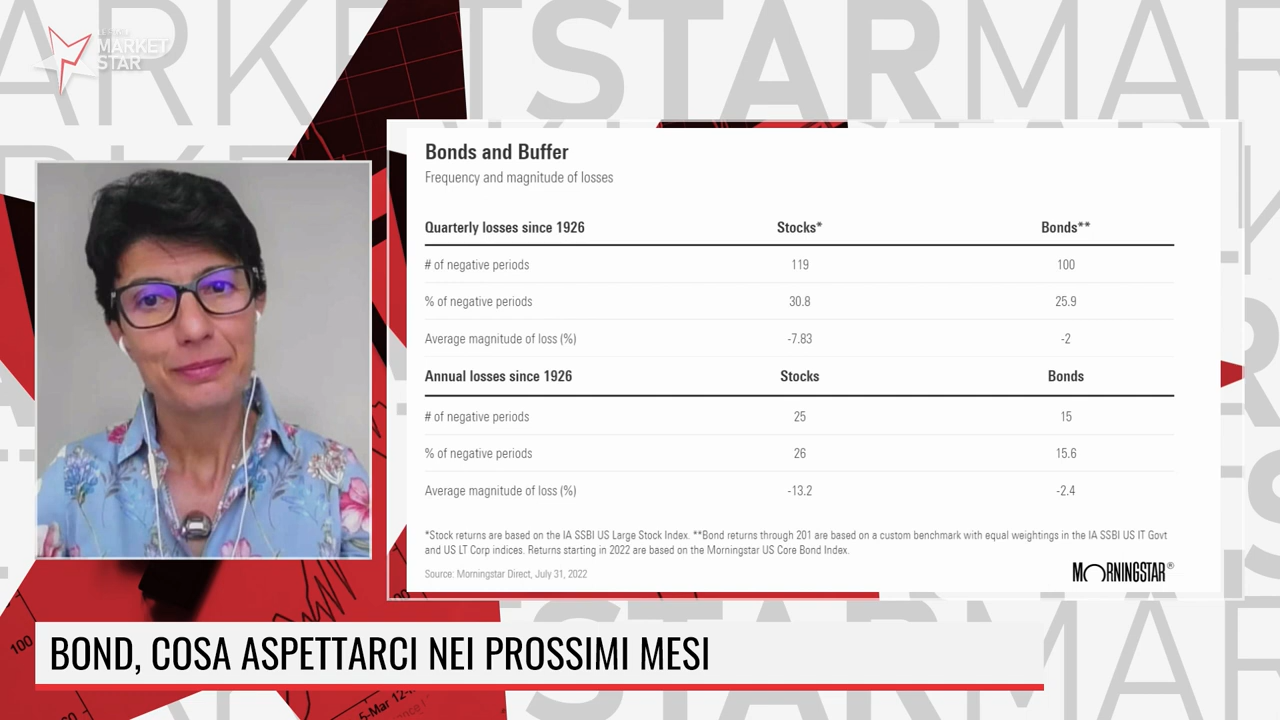 MARKET
STAR
Bonds and Buffer
Frequency and magnitude of losses
Quarterly losses since 1926 Stocks* Bonds**
# of negative periods 119 100
% of negative periods 30.8 25.9
Average magnitude of loss (%) -7.83 -2
Annual losses since 1926 Stocks Bonds
# of negative periods 25 15
% of negative periods 26 15.6
Average magnitude of loss (%) -13.2 -2.4
*Stock returns are based on the IA SSBI US Large Stock Index. **Bond returns through 201 are based on a custom benchmark with equal weightings in the IA SSBI US IT Govt
and US LT Corp indices. Returns starting in 2022 are based on the Morningstar US Core Bond Index.
Source: Morningstar Direct, July 31, 2022
MORNINGSTAR®
BOND, COSA ASPETTARCI NEI PROSSIMI MESI
100
5-Mar 12-